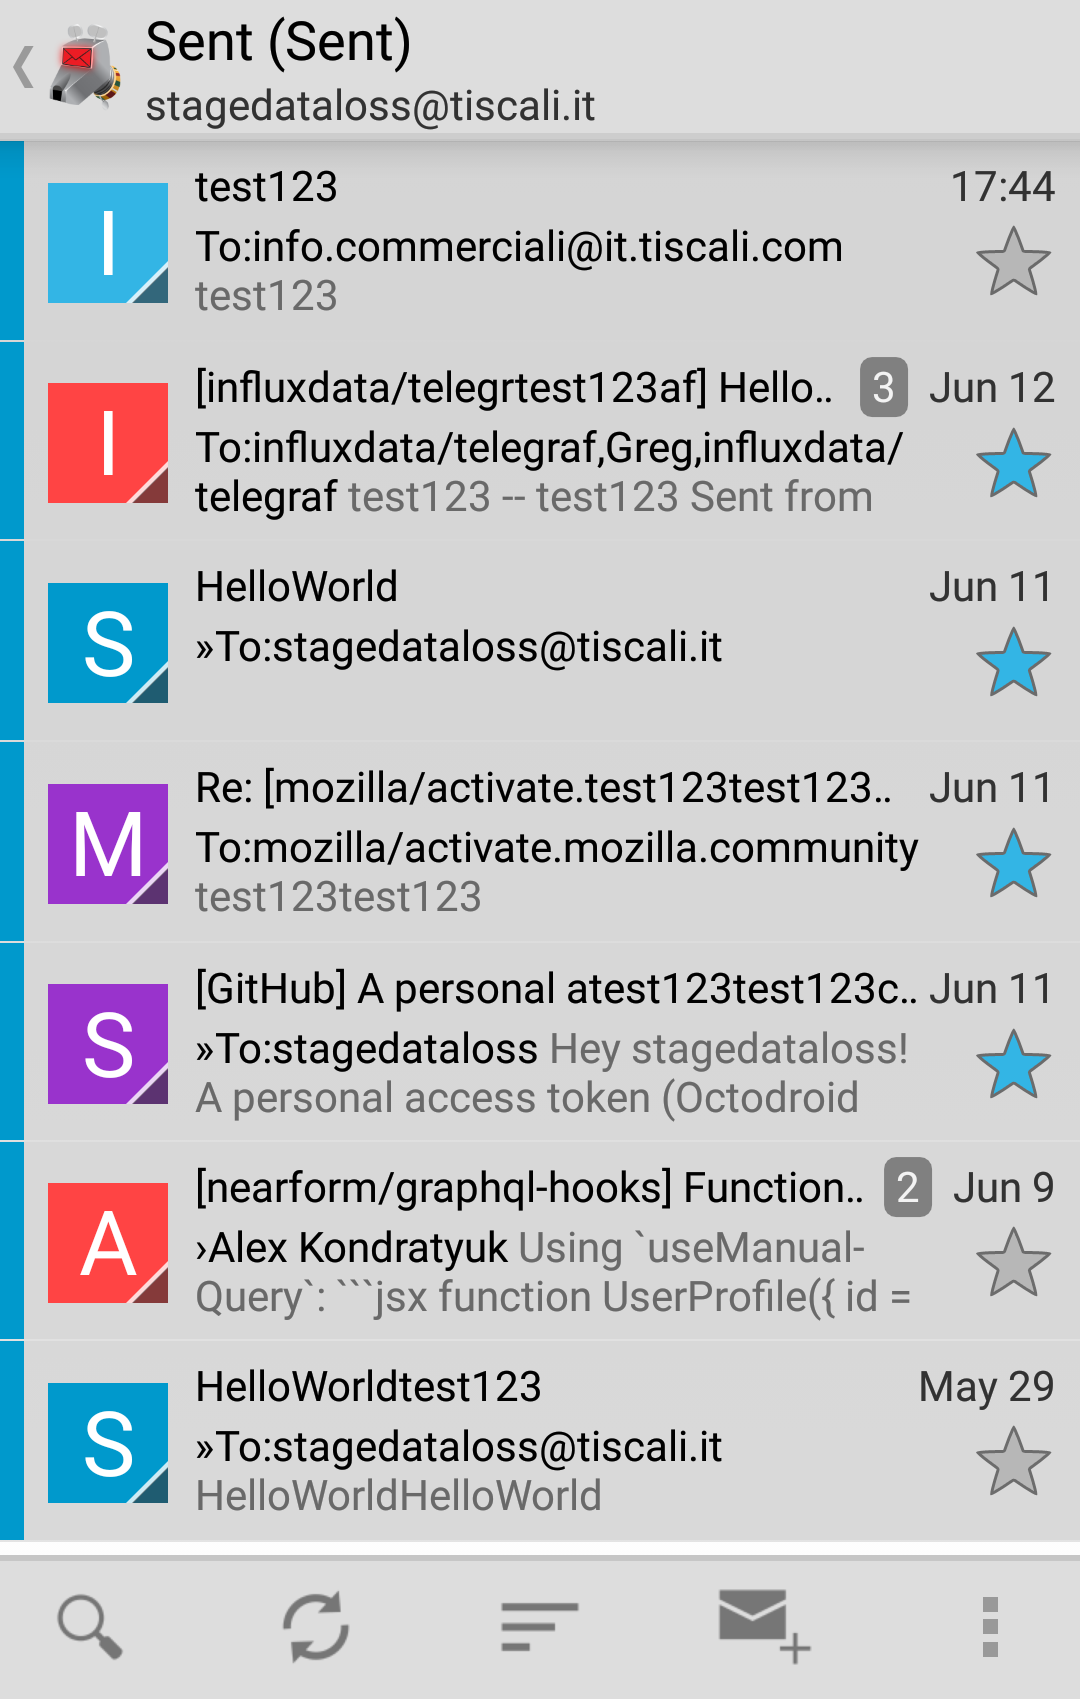 Sent (Sent)
stagedataloss@tiscali.it
I
test123
17:44
To:info.commerciali@it.tiscali.com
test123
I
[influxdata/telegrtest123af] Hello..
3
Jun 12
To:influxdata/telegraf,Greg,influxdata/
telegraf test123 -- test123 Sent from
S
HelloWorld
Jun 11
»To:stagedataloss@tiscali.it
M
Re: [mozilla/activate.test123test123..
Jun 11
To:mozilla/activate.mozilla.community
test123test123
S
[GitHub] A personal atest123test123c..
Jun 11
»To:stagedataloss Hey stagedataloss!
A personal access token (Octodroid
A
[nearform/graphql-hooks] Function..
2
Jun 9
›Alex Kondratyuk Using `useManual-
Query`: ```jsx function UserProfile({ id =
S
HelloWorldtest123
May 29
»To:stagedataloss@tiscali.it
HelloWorldHelloWorld